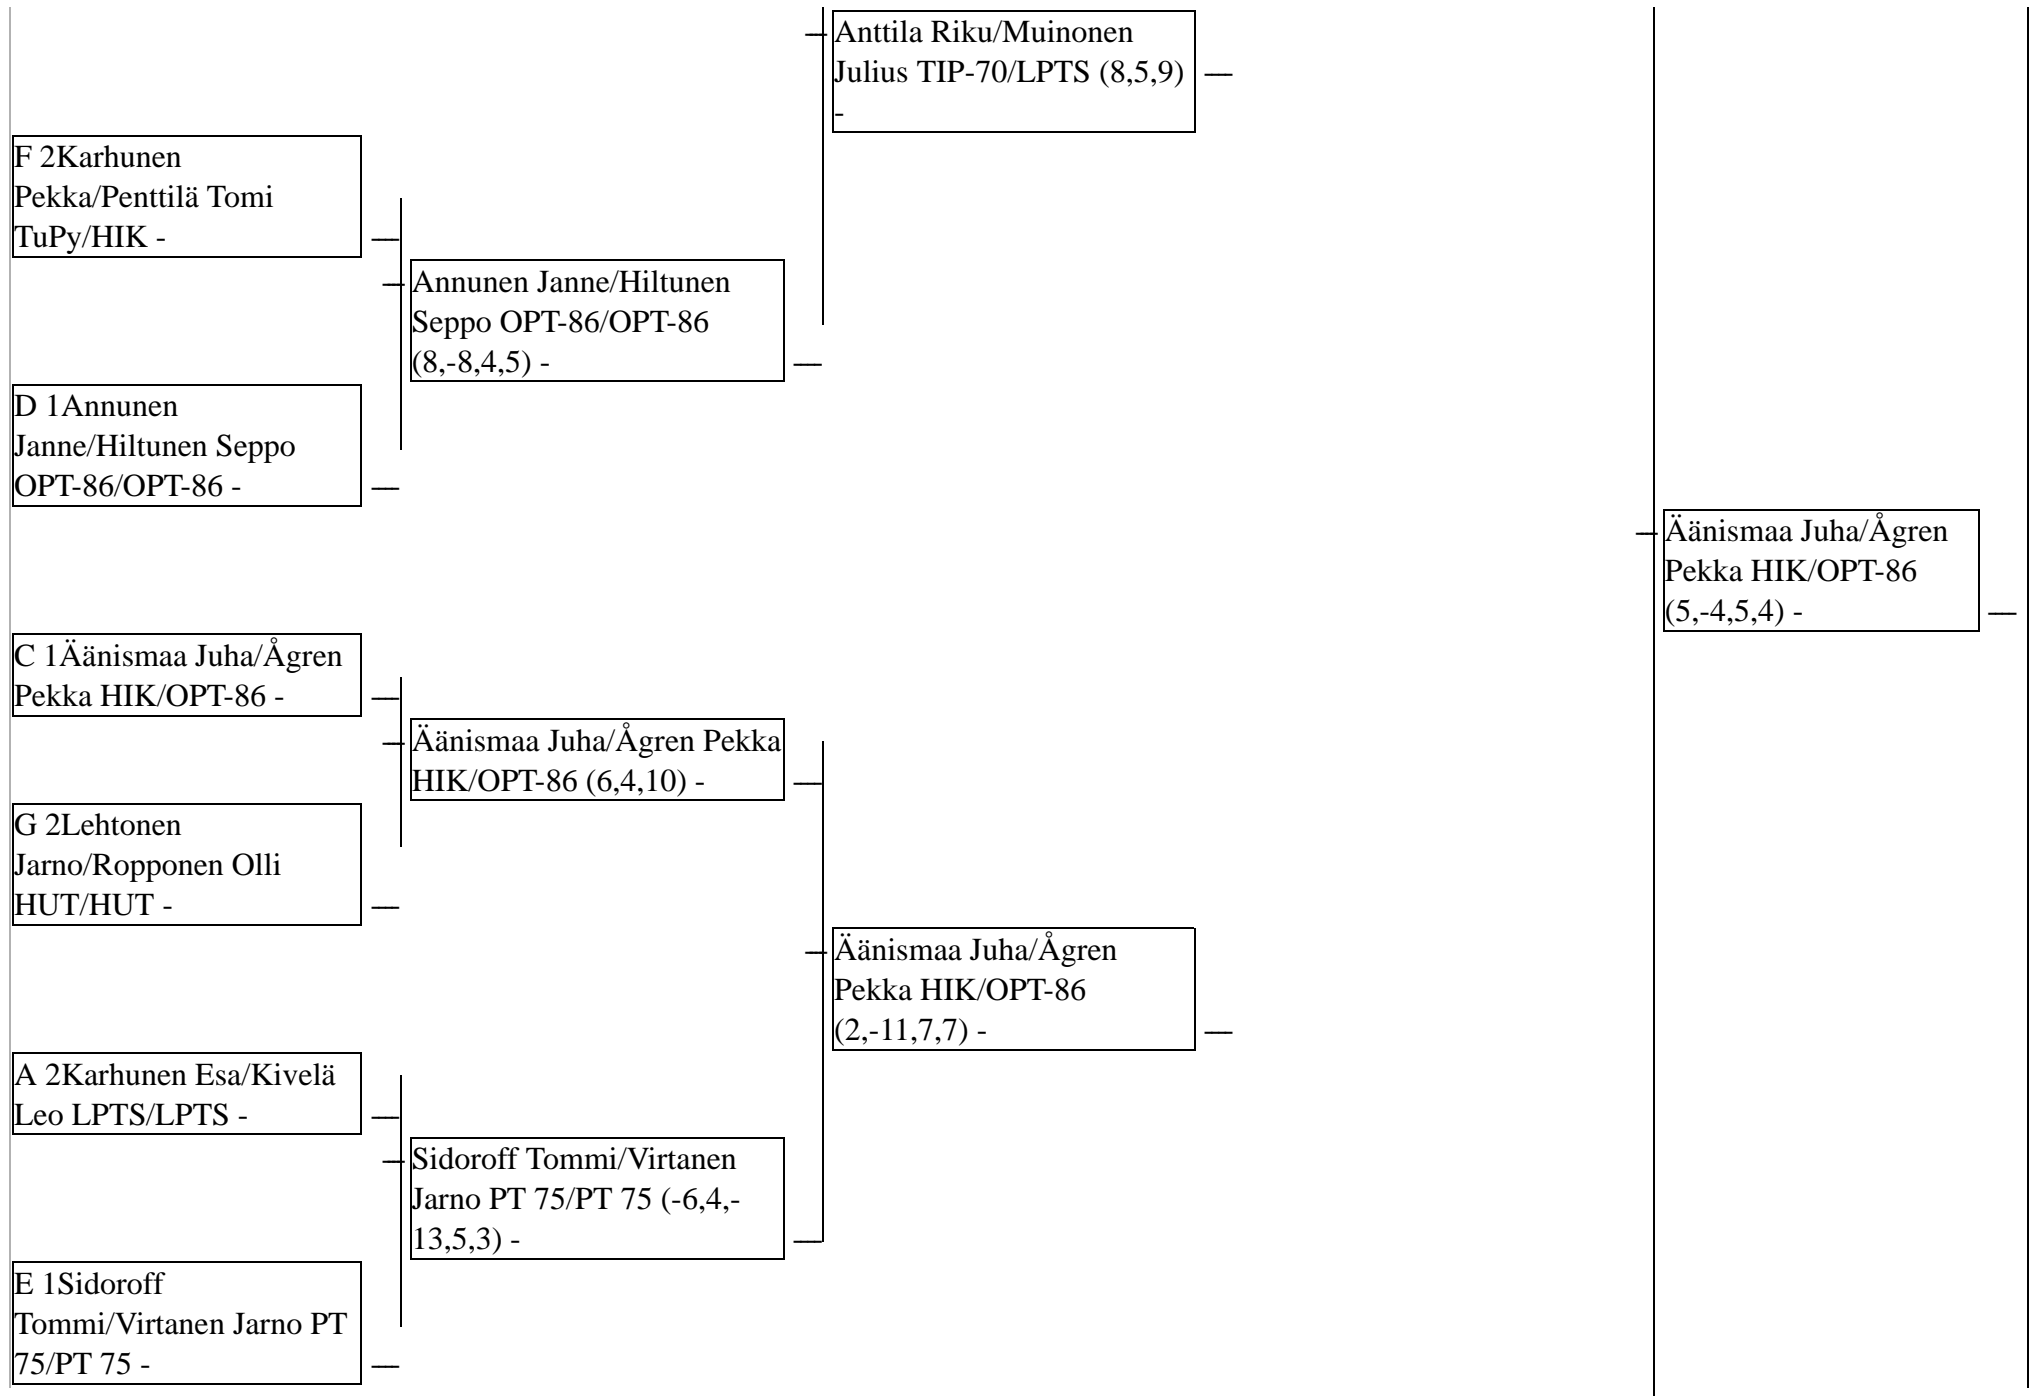 Anttila Riku/Muinonen
Julius TIP-70/LPTS (8,5,9)
-
F 2Karhunen
Pekka/Penttilä Tomi
TuPy/HIK -
Annunen Janne/Hiltunen
Seppo OPT-86/OPT-86
(8,-8,4,5) -
D 1Annunen
Janne/Hiltunen Seppo
OPT-86/OPT-86 -
Äänismaa Juha/Ågren
Pekka HIK/OPT-86
(5,-4,5,4) -
C 1Äänismaa Juha/Ågren
Pekka HIK/OPT-86 -
Äänismaa Juha/Ågren Pekka
HIK/OPT-86 (6,4,10) -
G 2Lehtonen
Jarno/Ropponen Olli
HUT/HUT -
Äänismaa Juha/Ågren
Pekka HIK/OPT-86
(2,-11,7,7) -
A 2Karhunen Esa/Kivelä
Leo LPTS/LPTS -
Sidoroff Tommi/Virtanen
Jarno PT 75/PT 75 (-6,4,-
13,5,3) -
E 1Sidoroff
Tommi/Virtanen Jarno PT
75/PT 75 -